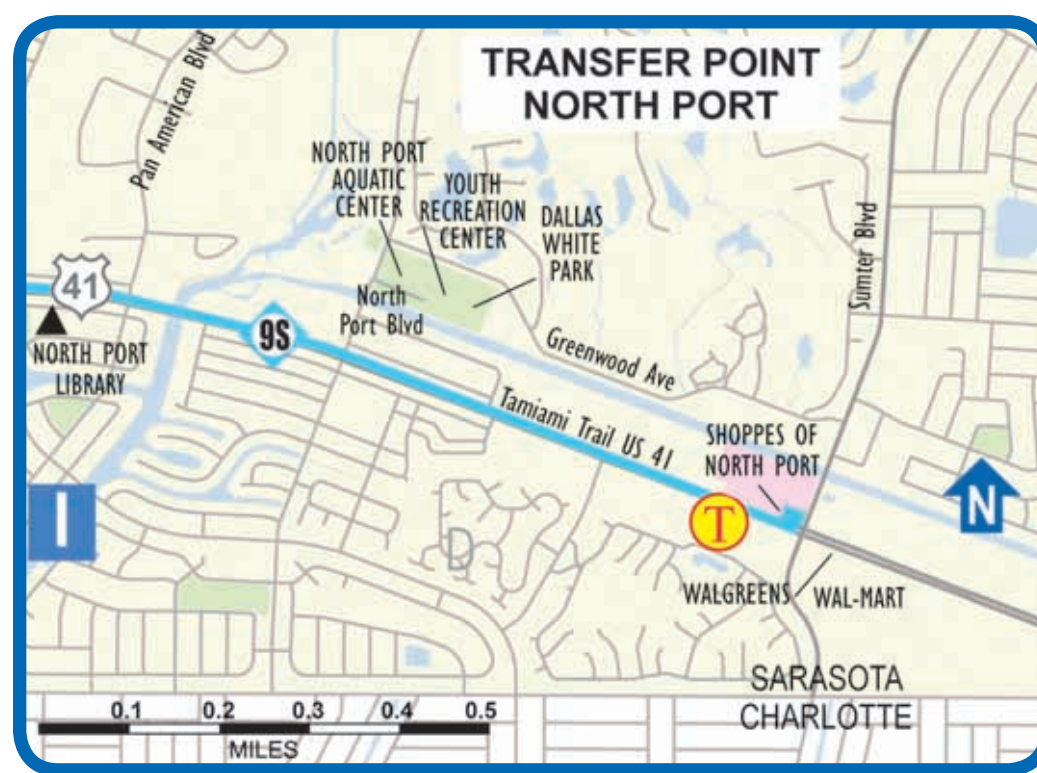 TRANSFER POINT
NORTH PORT
Pan American Blvd
NORTH PORT
AQUATIC
CENTER
YOUTH
RECREATION
CENTER
DALLAS
WHITE
PARK
Sumter Blvd
41
North
Port Blvd
9S
NORTH PORT
LIBRARY
Greenwood Ave
Tamiami Trail US 41
SHOPPES OF
NORTH PORT
T
N
I
D
WALGREENS
WAL-MART
SARASOTA
CHARLOTTE
0.1 0.2 0.3 0.4 0.5
MILES